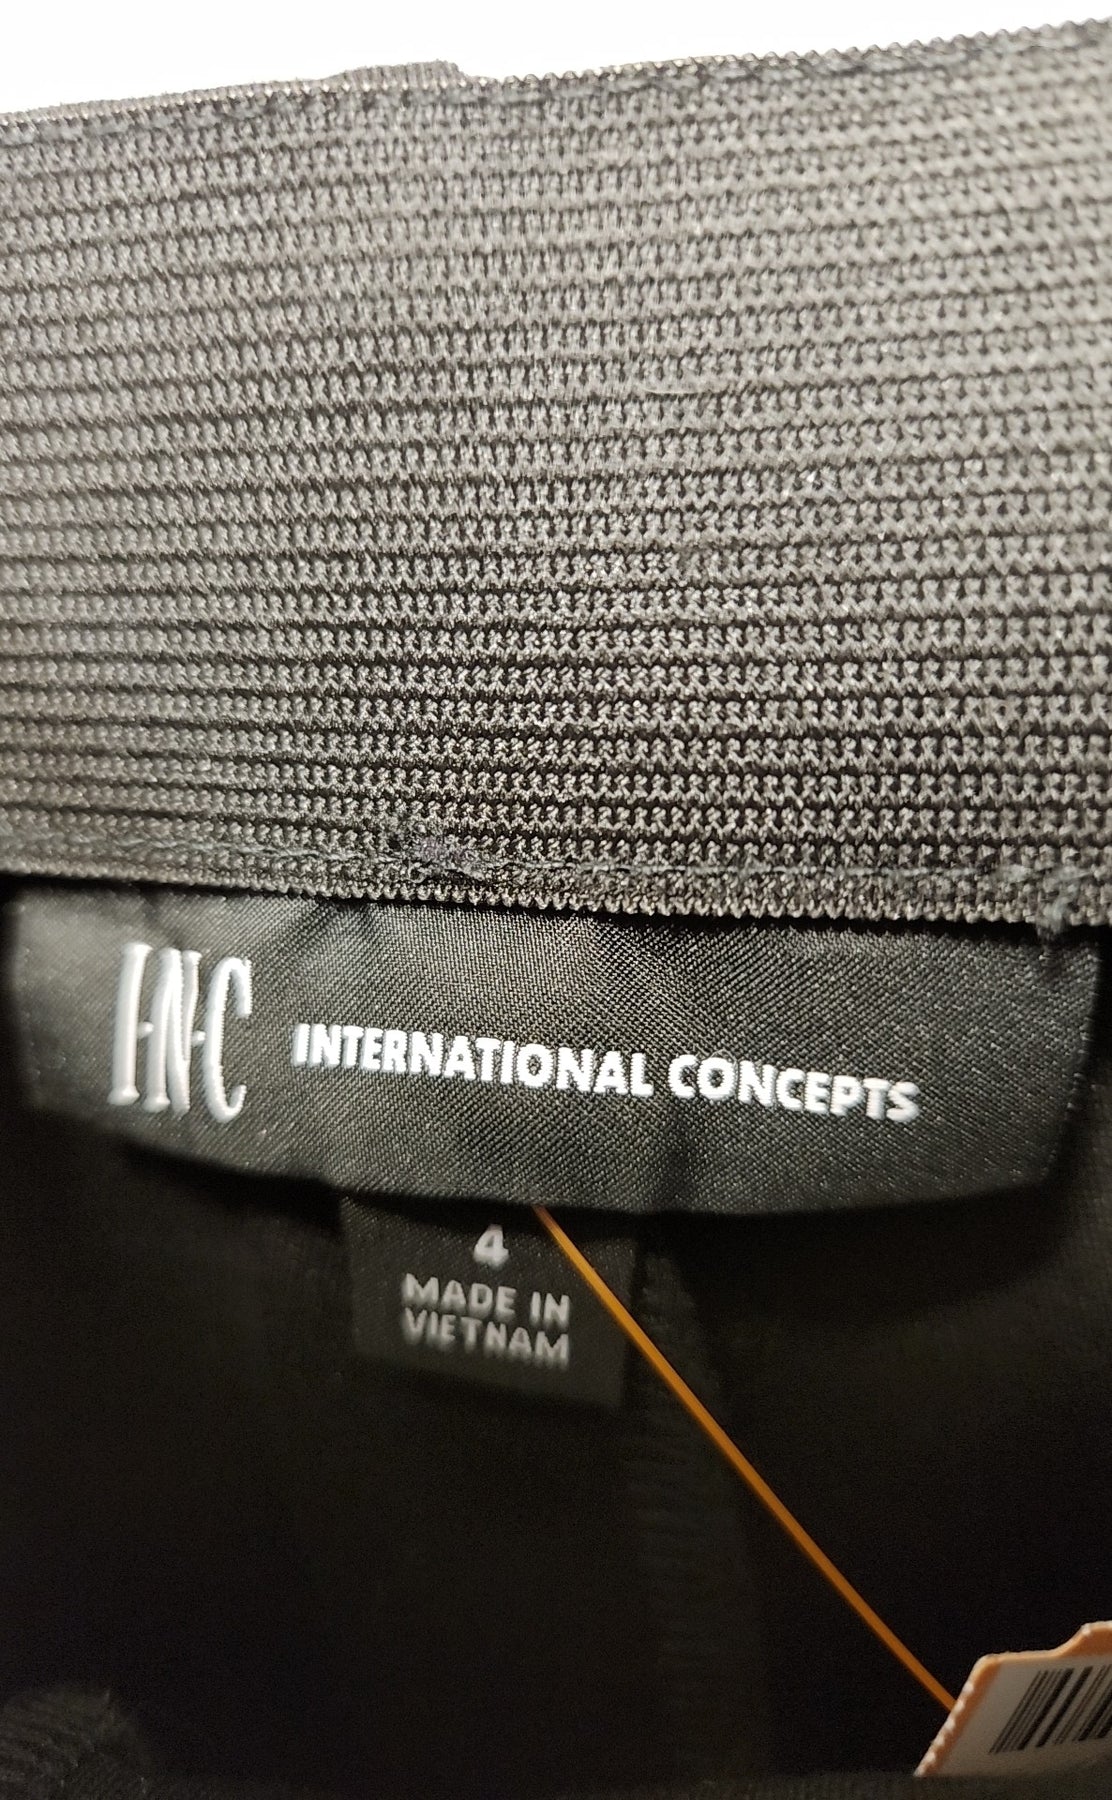 I·N·C INTERNATIONAL CONCEPTS
4
MADE IN
VIETNAM